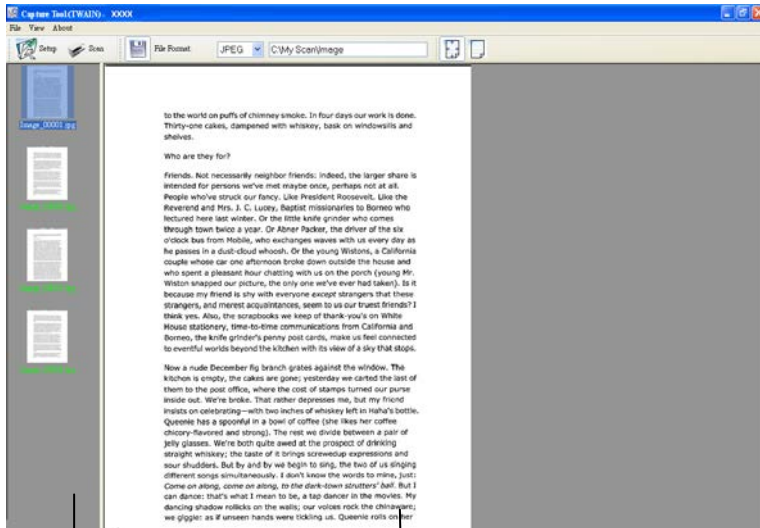 Capture Tool(TWAIN) - XXXX
File View About
Setup Scan File Format: JPEG C:\My Scan\Image
Image_00001.jpg
to the world on puffs of chimney smoke. In four days our work is done.
Thirty-one cakes, dampened with whiskey, bask on windowsills and
shelves.
Who are they for?
Friends. Not necessarily neighbor friends: indeed, the larger share is
intended for persons we've met maybe once, perhaps not at all.
People who've struck our fancy. Like President Roosevelt. Like the
Reverend and Mrs. J. C. Lucey, Baptist missionaries to Borneo who
lectured here last winter. Or the little knife grinder who comes
through town twice a year. Or Abner Packer, the driver of the six
o'clock bus from Mobile, who exchanges waves with us every day as
he passes in a dust-cloud whoosh. Or the young Wistons, a California
couple whose car one afternoon broke down outside the house and
who spent a pleasant hour chatting with us on the porch (young Mr.
Wiston snapped our picture, the only one we've ever had taken). Is it
because my friend is shy with everyone except strangers that these
strangers, and merest acquaintances, seem to us our truest friends? I
think yes. Also, the scrapbooks we keep of thank-you's on White
House stationery, time-to-time communications from California and
Borneo, the knife grinder's penny post cards, make us feel connected
to eventful worlds beyond the kitchen with its view of a sky that stops.
Now a nude December fig branch grates against the window. The
kitchen is empty, the cakes are gone; yesterday we carted the last of
them to the post office, where the cost of stamps turned our purse
inside out. We're broke. That rather depresses me, but my friend
insists on celebrating—with two inches of whiskey left in Haha's bottle.
Queenie has a spoonful in a bowl of coffee (she likes her coffee
chicory-flavored and strong). The rest we divide between a pair of
jelly glasses. We're both quite awed at the prospect of drinking
straight whiskey; the taste of it brings screwedup expressions and
sour shudders. But by and by we begin to sing, the two of us singing
different songs simultaneously. I don't know the words to mine, just:
Come on along, come on along, to the dark-town strutters' ball. But I
can dance: that's what I mean to be, a tap dancer in the movies. My
dancing shadow rollicks on the walls; our voices rock the chinaware;
we giggle: as if unseen hands were tickling us. Queenie rolls on her